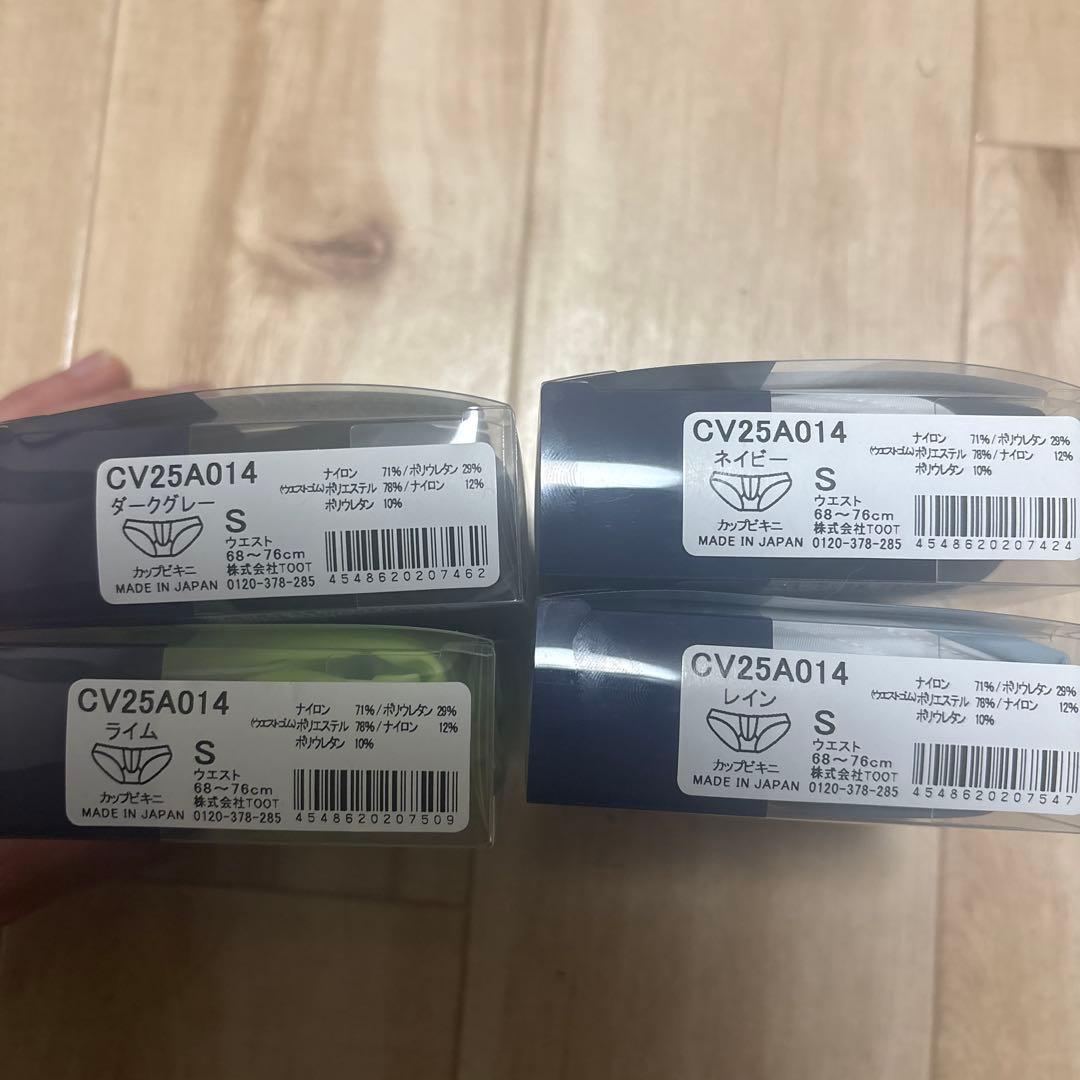 CV25A014
ダークグレー
ナイロン 71%/ポリウレタン 29%
(ウエストゴム)ポリエステル 78%/ナイロン 12%
ポリウレタン 10%
S
ウエスト
68～76cm
カップビキニ
株式会社TOOT
MADE IN JAPAN 0120-378-285
4548620207462
CV25A014
ネイビー
ナイロン 71%/ポリウレタン 29%
(ウエストゴム)ポリエステル 78%/ナイロン 12%
ポリウレタン 10%
S
ウエスト
68～76cm
カップビキニ
株式会社TOOT
MADE IN JAPAN 0120-378-285
4548620207424
CV25A014
ライム
ナイロン 71%/ポリウレタン 29%
(ウエストゴム)ポリエステル 78%/ナイロン 12%
ポリウレタン 10%
S
ウエスト
68～76cm
カップビキニ
株式会社TOOT
MADE IN JAPAN 0120-378-285
4548620207509
CV25A014
レイン
ナイロン 71%/ポリウレタン 29%
(ウエストゴム)ポリエステル 78%/ナイロン 12%
ポリウレタン 10%
S
ウエスト
68～76cm
カップビキニ
株式会社TOOT
MADE IN JAPAN 0120-378-285
4548620207547